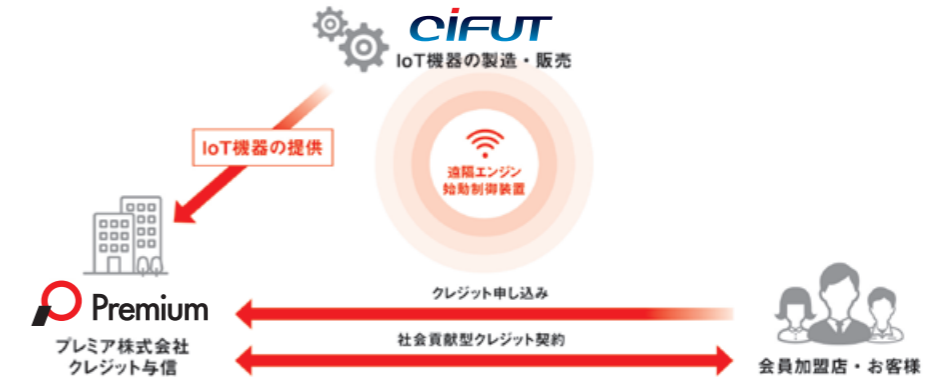 CIFUT
IoT機器の製造・販売
IoT機器の提供
遠隔エンジン
始動制御装置
クレジット申し込み
Premium
社会貢献型クレジット契約
プレミア株式会社
クレジット与信
会員加盟店・お客様